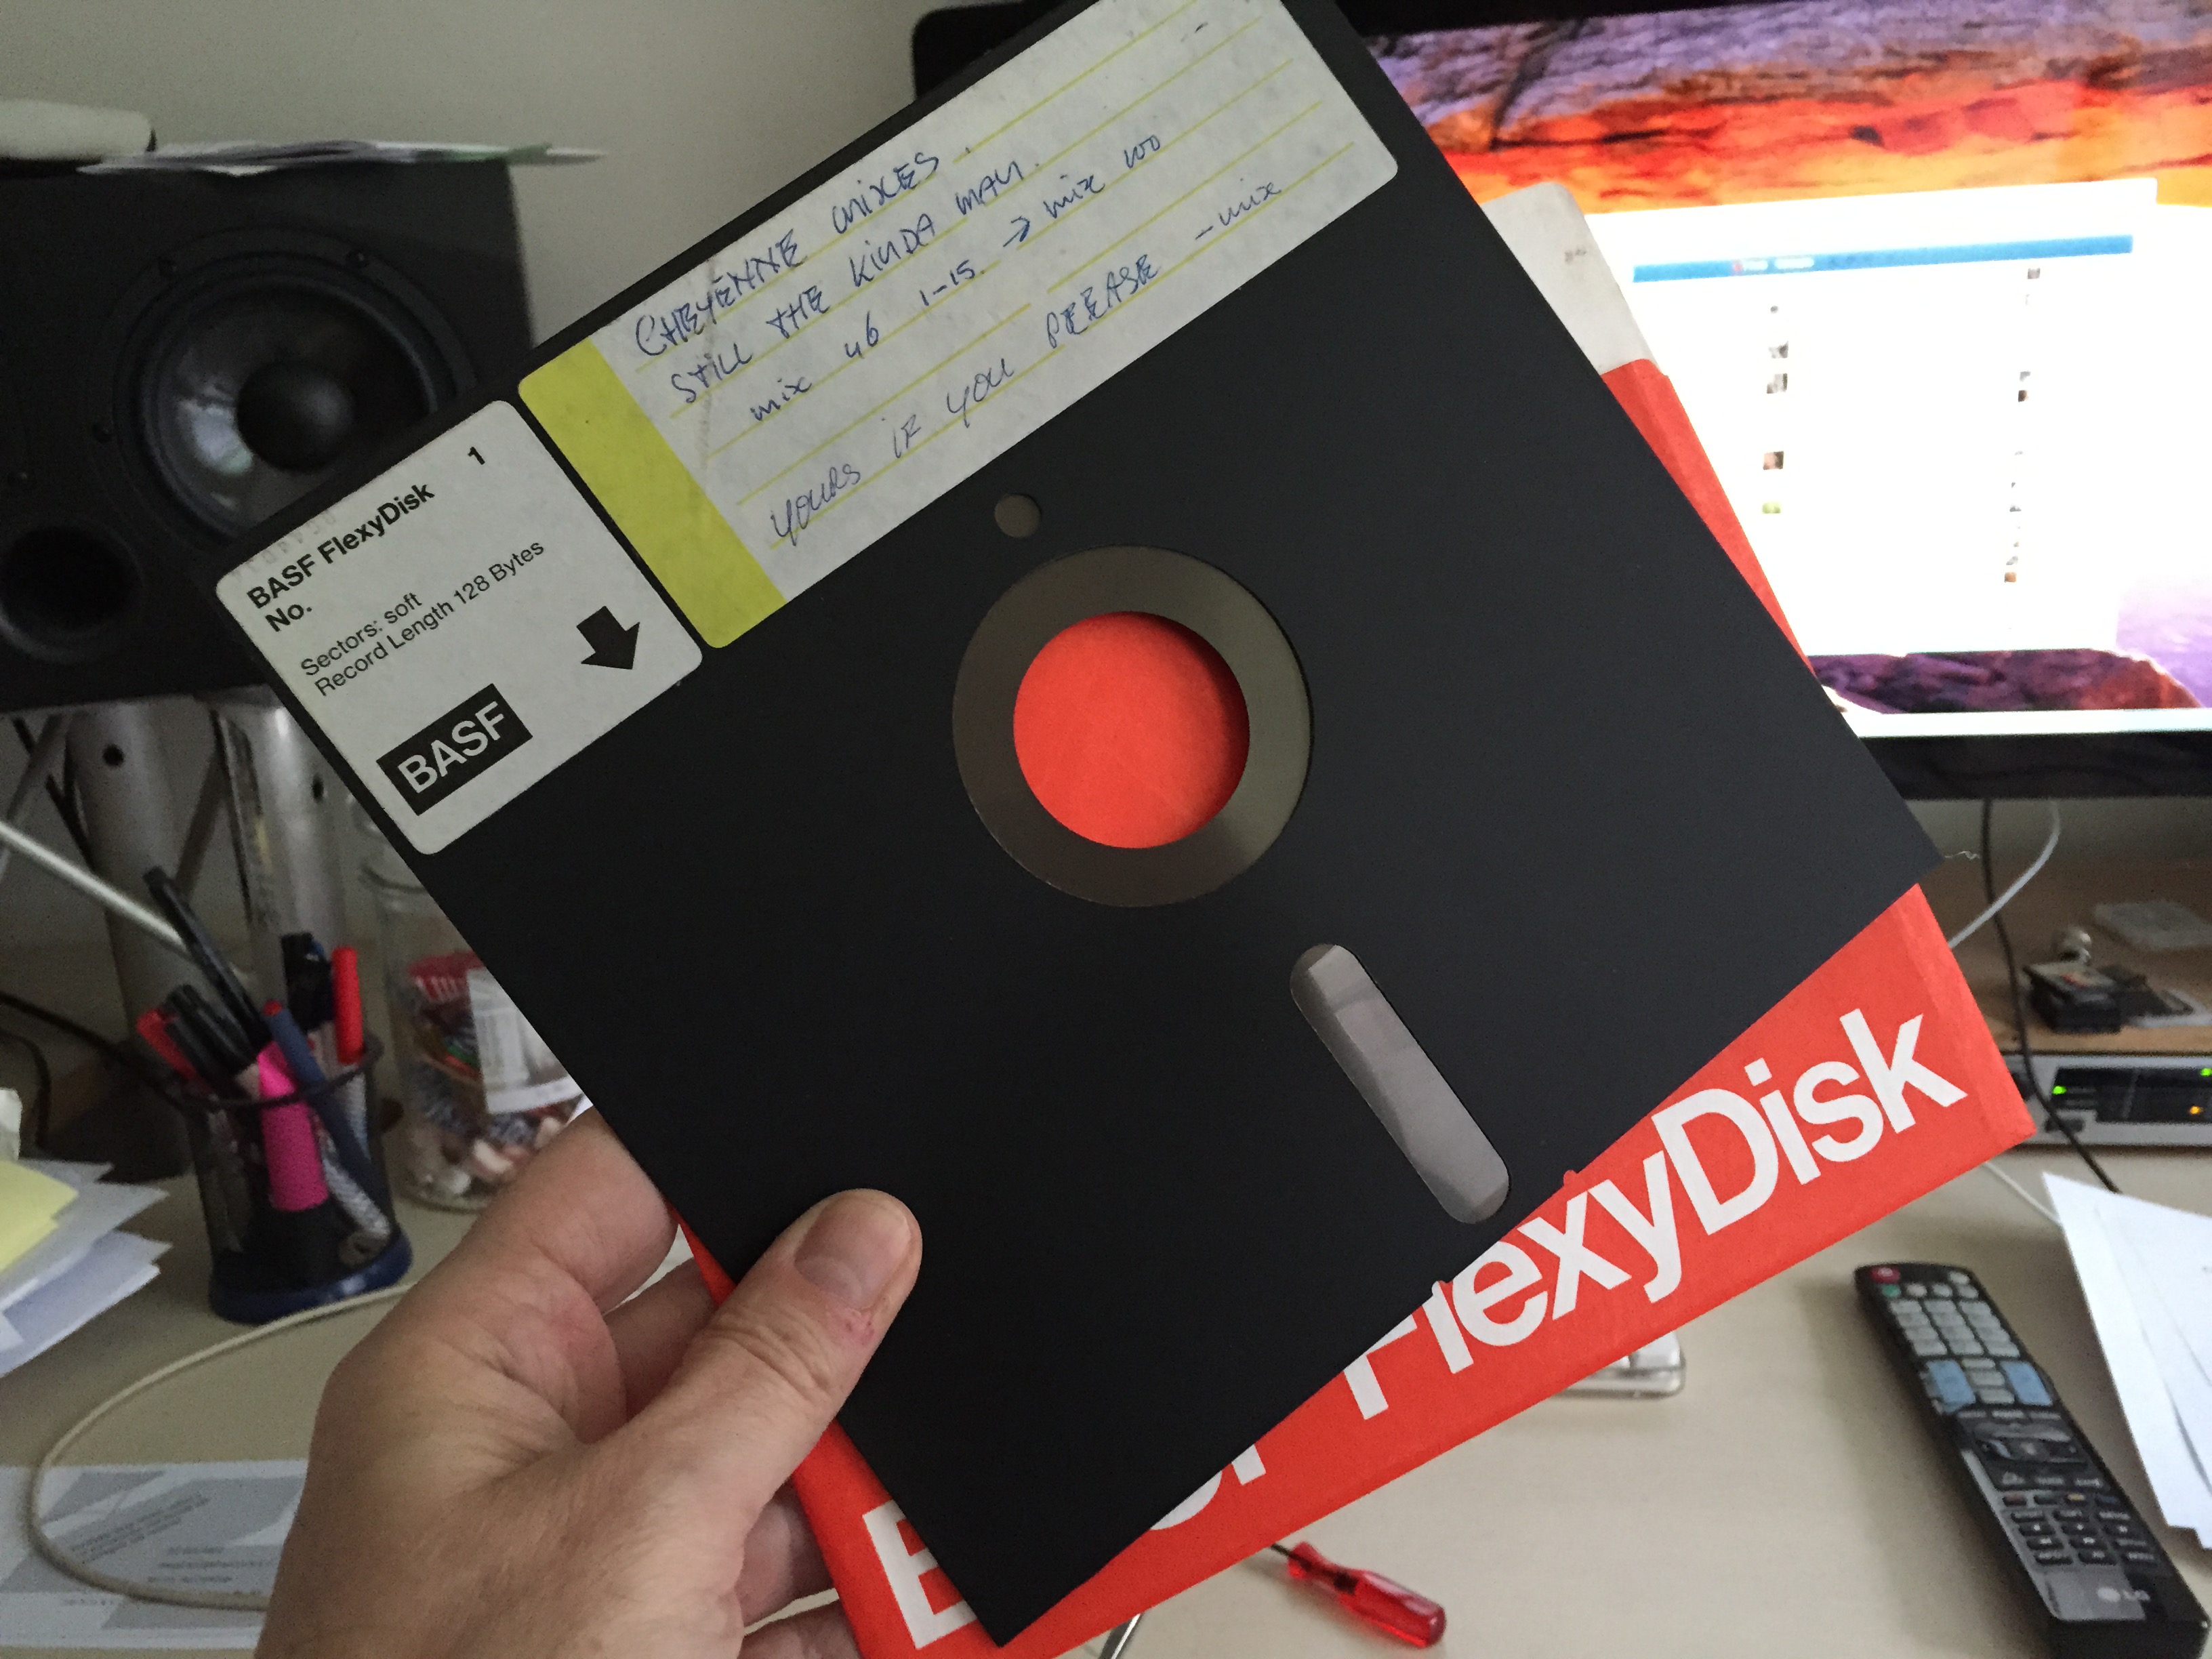 CHEYENNE mixES.
STILL THE KINDA MAN.
mix 46 1-15. → mix 100
YOURS IF YOU PLEASE - mix
BASF FlexyDisk 1
No.
Sectors: soft
Record Length 128 Bytes
BASF
FlexyDisk
LG